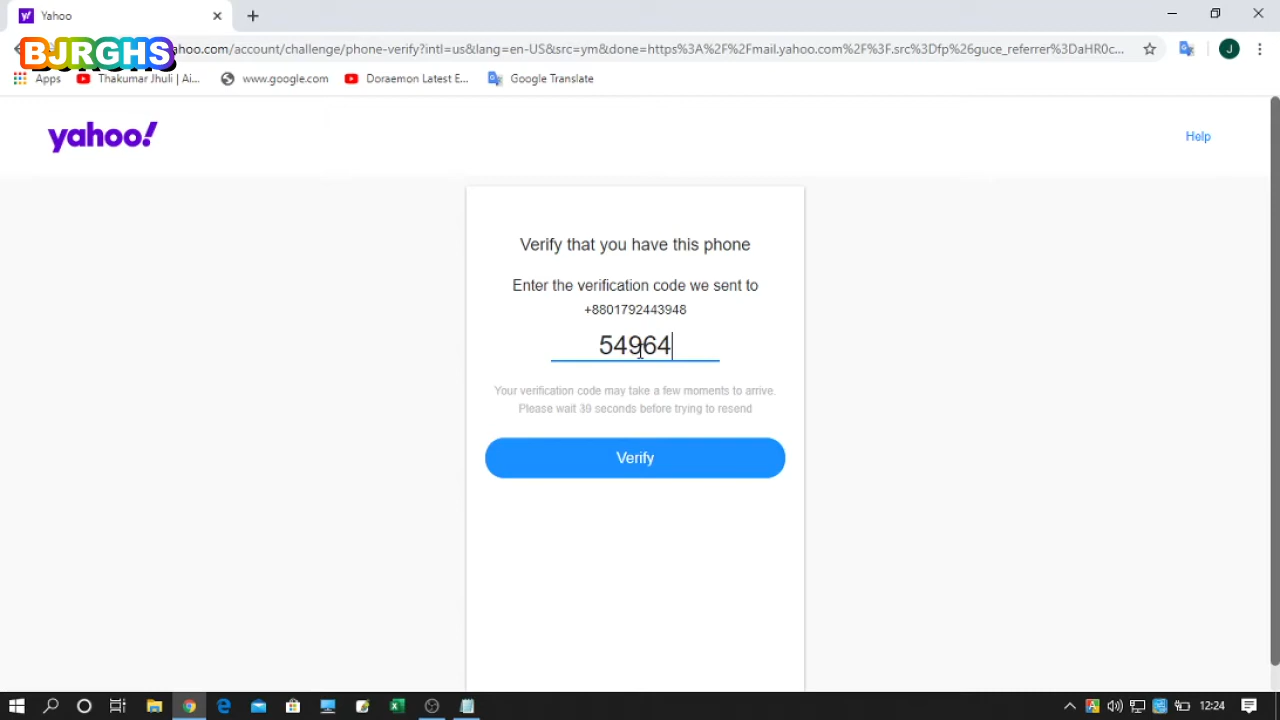 Yahoo
BJRGHS
ahoo.com/account/challenge/phone-verify?intl=us&lang=en-US&src=ym&done=https%3A%2F%2Fmail.yahoo.com%2F%3F.src%3Dfp%26guce_referrer%3DaHR0c...
J
Apps
Thakumar Jhuli | Ai...
www.google.com
Doraemon Latest E...
Google Translate
yahoo!
Help
Verify that you have this phone
Enter the verification code we sent to
+8801792443948
54964
Your verification code may take a few moments to arrive.
Please wait 39 seconds before trying to resend
Verify
12:24